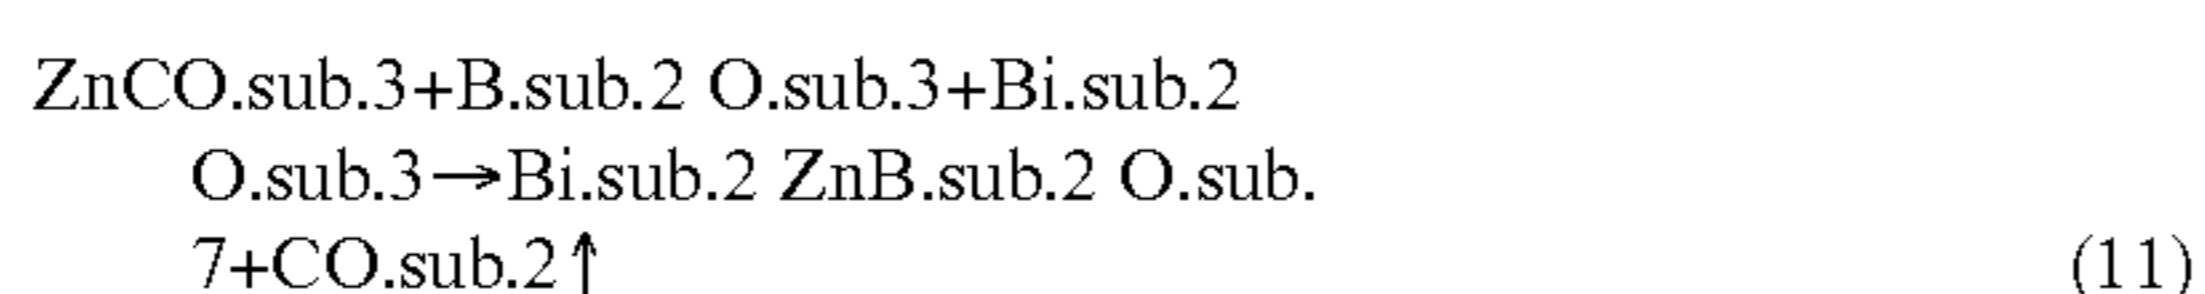 ZnCO.sub.3+B.sub.2 O.sub.3+Bi.sub.2
O.sub.3→Bi.sub.2 ZnB.sub.2 O.sub.
7+CO.sub.2↑ (11)